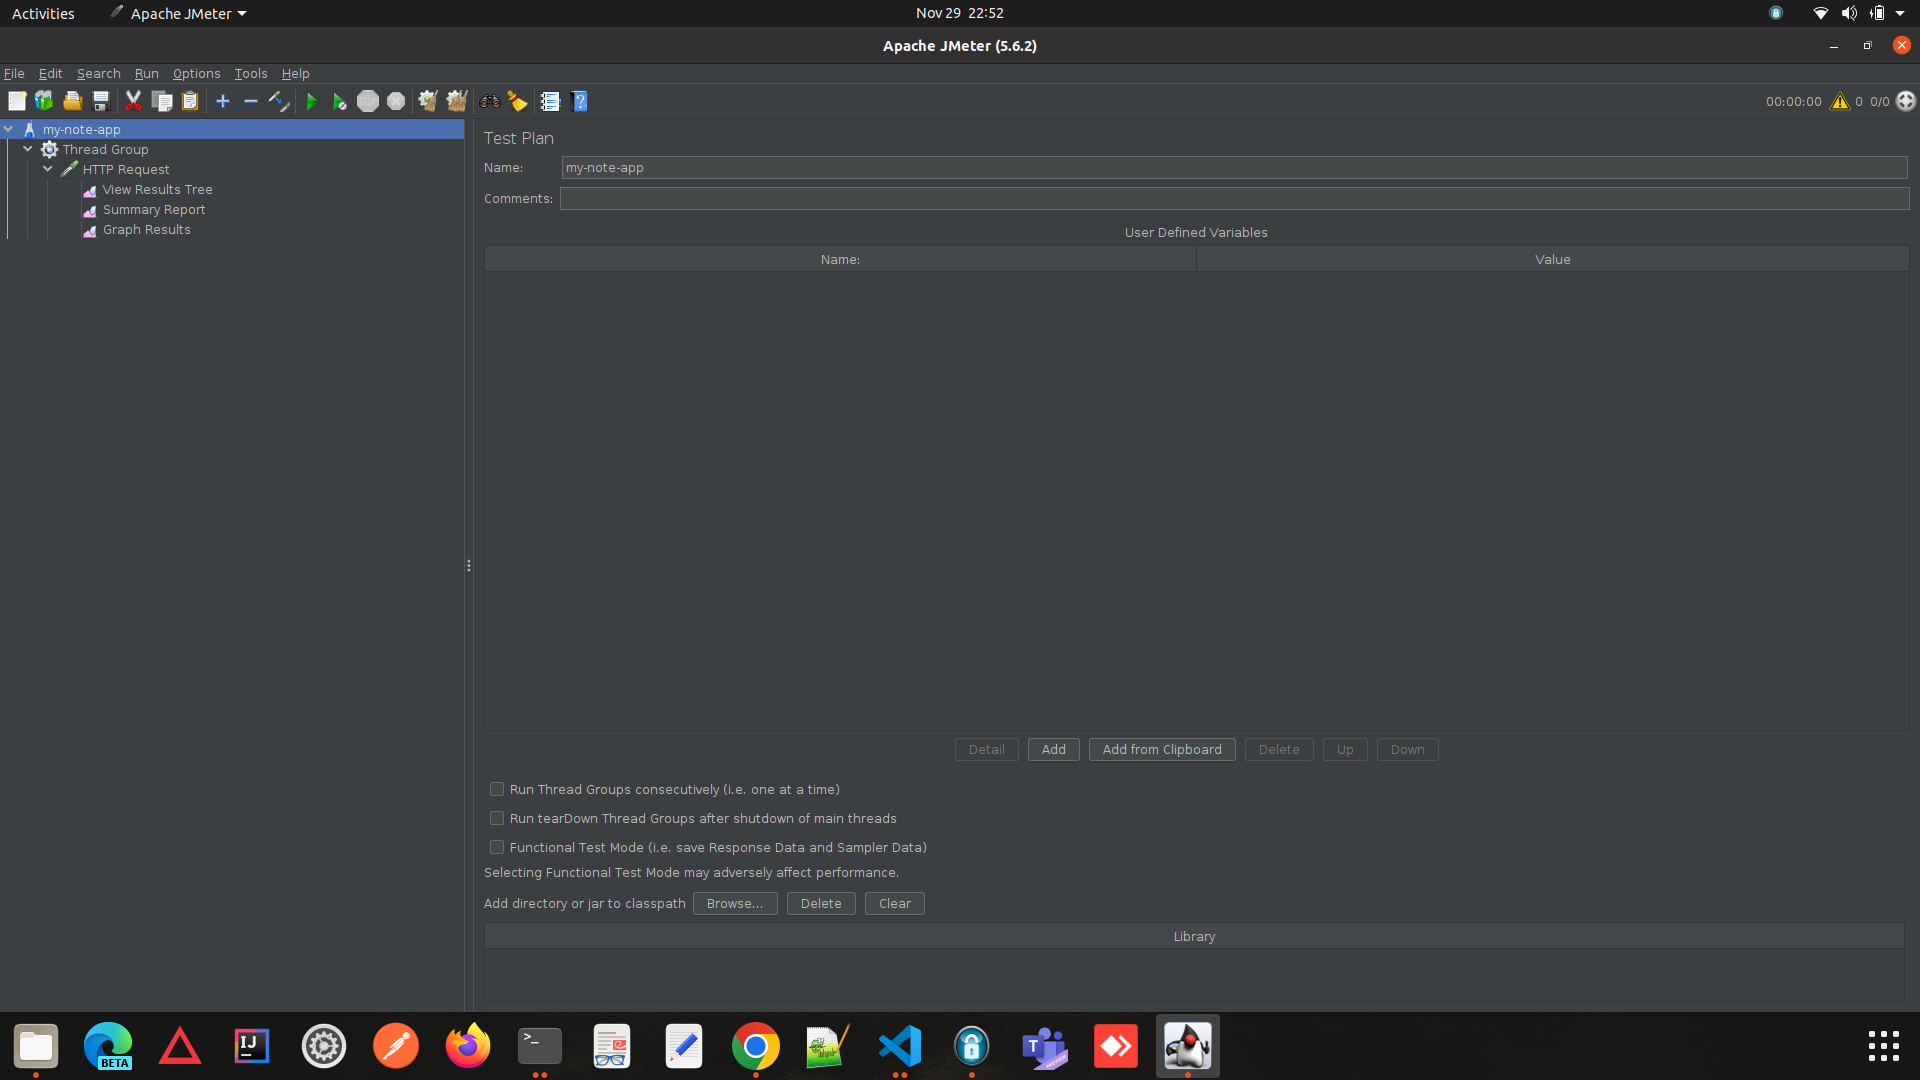 Activities
Apache JMeter
Nov 29 22:52
Apache JMeter (5.6.2)
File Edit Search Run Options Tools Help
00:00:00 0 0/0
my-note-app
Thread Group
HTTP Request
View Results Tree
Summary Report
Graph Results
Test Plan
Name: my-note-app
Comments:
User Defined Variables
Name: Value
Detail Add Add from Clipboard Delete Up Down
Run Thread Groups consecutively (i.e. one at a time)
Run tearDown Thread Groups after shutdown of main threads
Functional Test Mode (i.e. save Response Data and Sampler Data)
Selecting Functional Test Mode may adversely affect performance.
Add directory or jar to classpath Browse... Delete Clear
Library
BETA
IJ
>_
T
PREVIEW